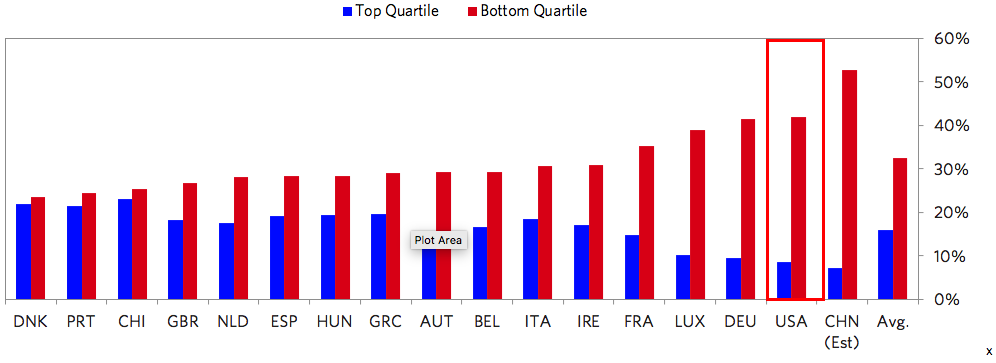 Top Quartile Bottom Quartile
60%
50%
40%
30%
20%
10%
0%
Plot Area
DNK PRT CHI GBR NLD ESP HUN GRC AUT BEL ITA IRE FRA LUX DEU USA CHN Avg.
(Est)
x